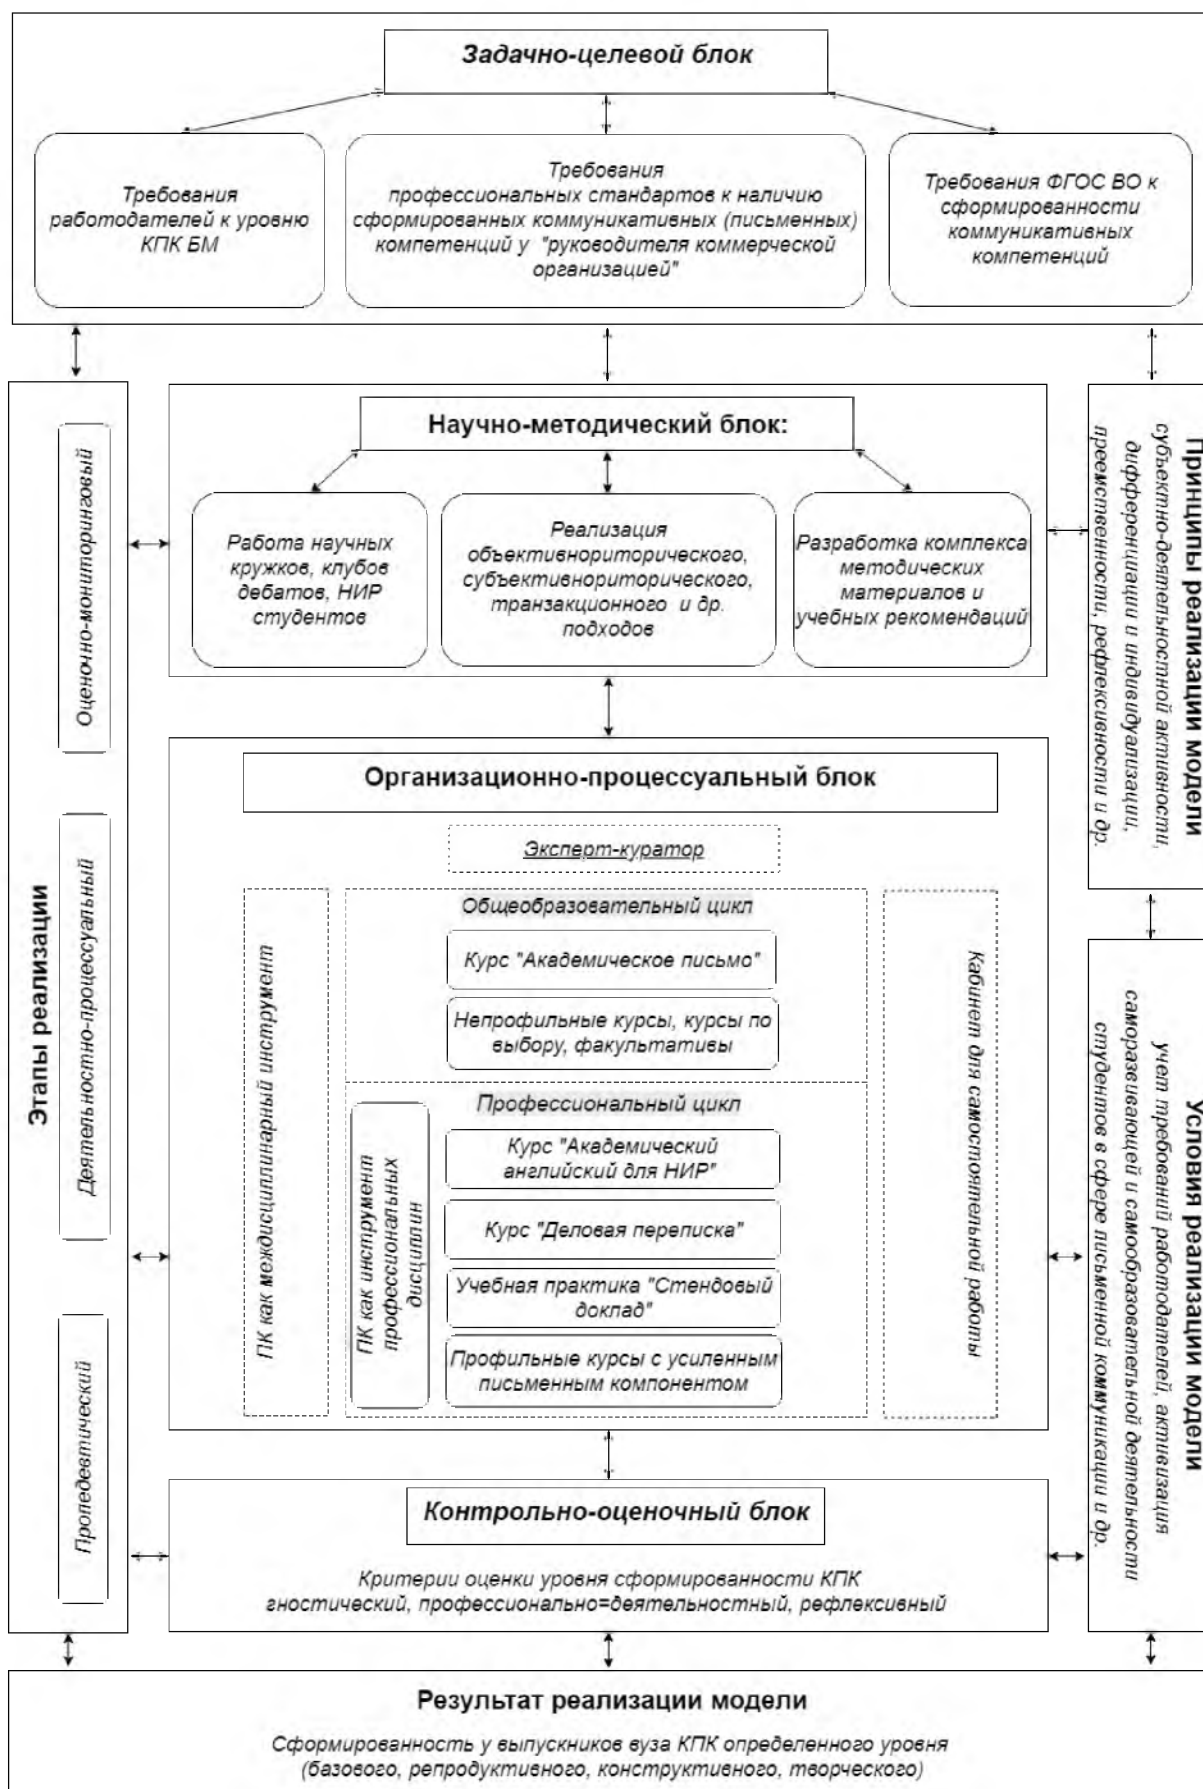 Задачно-целевой блок
Требования
работодателей к уровню
КПК БМ
Требования
профессиональных стандартов к наличию
сформированных коммуникативных (письменных)
компетенций у "руководителя коммерческой
организацией"
Требования ФГОС ВО к
сформированности
коммуникативных
компетенций
Этапы реализации
Оценочно-мониторинговый
Деятельностно-процессуальный
Пропедевтический
Научно-методический блок:
Работа научных
кружков, клубов
дебатов, НИР
студентов
Реализация
объективнориторического,
субъективнориторического,
транзакционного и др.
подходов
Разработка комплекса
методических
материалов и
учебных рекомендаций
Принципы реализации модели
субъектно-деятельностной активности,
дифференциации и индивидуализации,
преемственности, рефлексивности и др.
Организационно-процессуальный блок
Эксперт-куратор
ПК как междисциплинарный инструмент
Общеобразовательный цикл
Курс "Академическое письмо"
Непрофильные курсы, курсы по
выбору, факультативы
Профессиональный цикл
ПК как инструмент
профессиональных
дисциплин
Курс "Академический
английский для НИР"
Курс "Деловая переписка"
Учебная практика "Стендовый
доклад"
Профильные курсы с усиленным
письменным компонентом
Кабинет для самостоятельной работы
Условия реализации модели
учет требований работодателей, активизация
саморазвивающей и самообразовательной деятельности
студентов в сфере письменной коммуникации и др.
Контрольно-оценочный блок
Критерии оценки уровня сформированности КПК
гностический, профессионально=деятельностный, рефлексивный
Результат реализации модели
Сформированность у выпускников вуза КПК определенного уровня
(базового, репродуктивного, конструктивного, творческого)